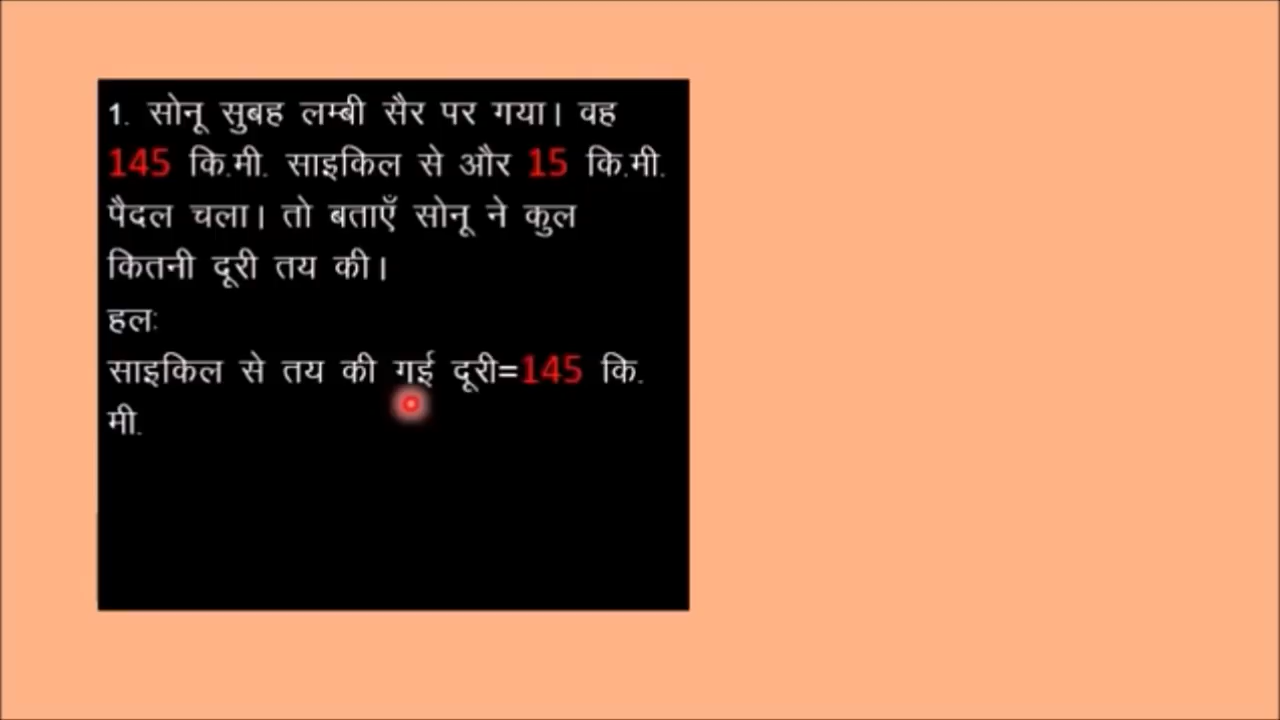 1. सोनू सुबह लम्बी सैर पर गया। वह
145 कि.मी. साइकिल से और 15 कि.मी.
पैदल चला। तो बताएँ सोनू ने कुल
कितनी दूरी तय की।
हल:
साइकिल से तय की गई दूरी=145 कि.
मी.